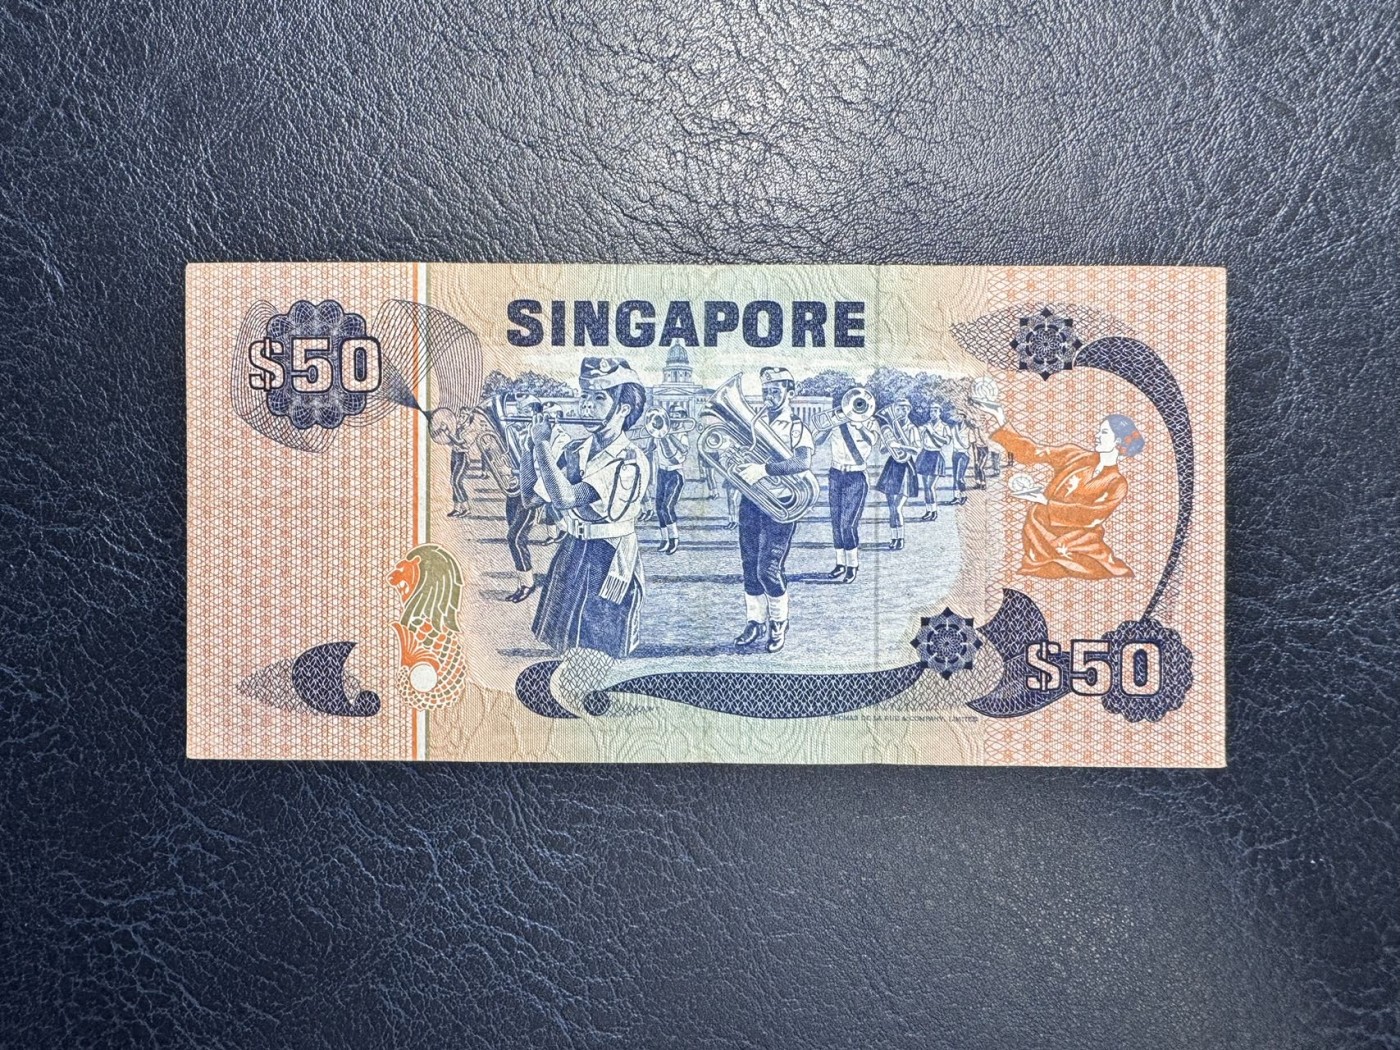 SINGAPORE
$50
$50
THOMAS DE LA RUE & COMPANY, LIMITED